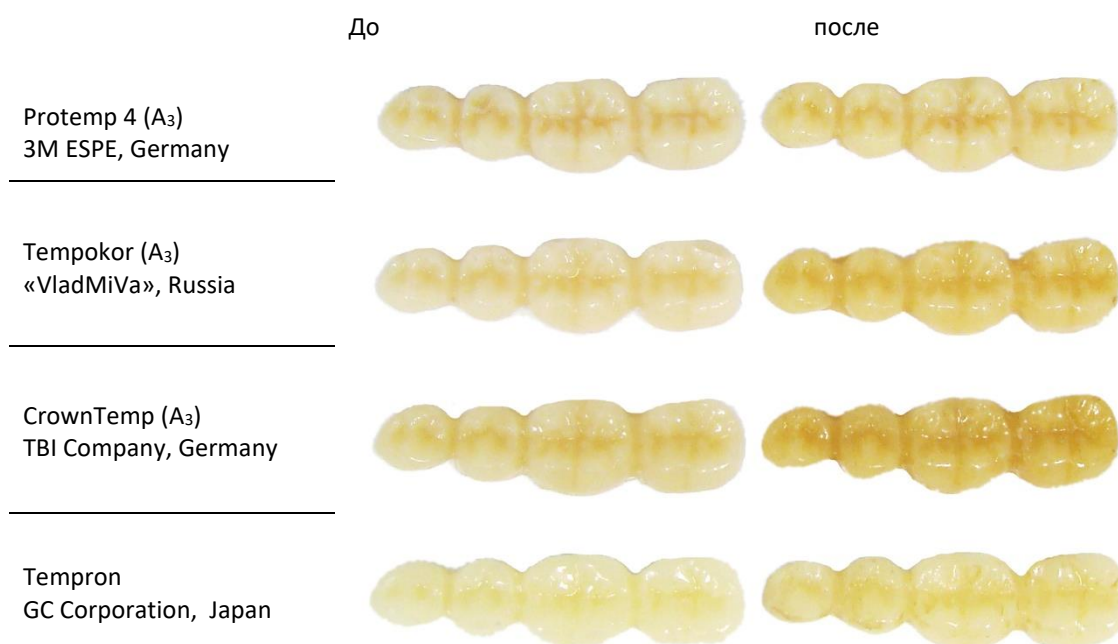 До после
Protemp 4 (A₃)
3M ESPE, Germany
Tempokor (A₃)
«VladMiVa», Russia
CrownTemp (A₃)
TBI Company, Germany
Tempron
GC Corporation, Japan